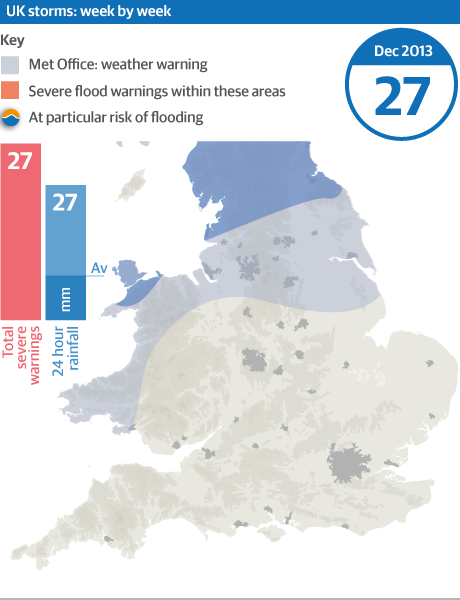 UK storms: week by week
Key
Met Office: weather warning
Severe flood warnings within these areas
At particular risk of flooding
Dec 2013
27
27
27
Av
mm
Total
severe
warnings
24 hour
rainfall